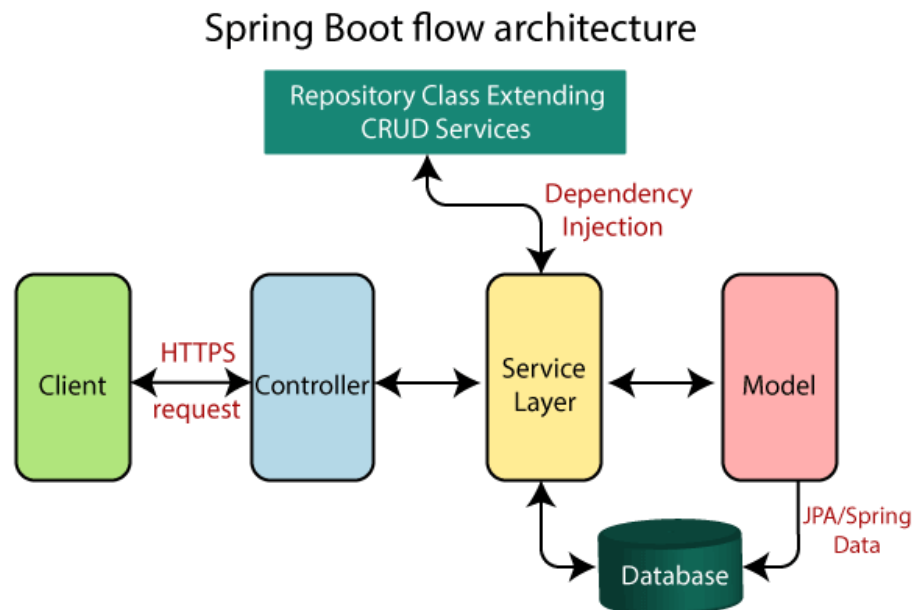 Spring Boot flow architecture
Repository Class Extending
CRUD Services
Dependency
Injection
HTTPS
request
Client
Controller
Service
Layer
Model
JPA/Spring
Data
Database